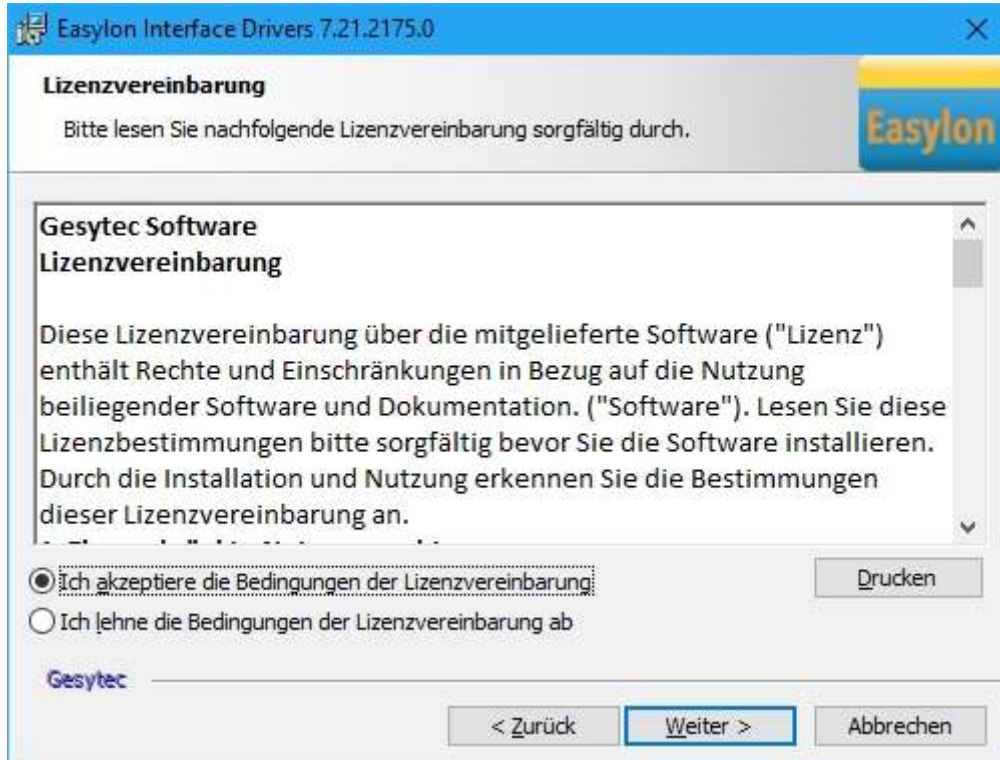 Easylon Interface Drivers 7.21.2175.0
Lizenzvereinbarung
Bitte lesen Sie nachfolgende Lizenzvereinbarung sorgfältig durch.
Easylon
Gesytec Software
Lizenzvereinbarung
Diese Lizenzvereinbarung über die mitgelieferte Software ("Lizenz")
enthält Rechte und Einschränkungen in Bezug auf die Nutzung
beiliegender Software und Dokumentation. ("Software"). Lesen Sie diese
Lizenzbestimmungen bitte sorgfältig bevor Sie die Software installieren.
Durch die Installation und Nutzung erkennen Sie die Bestimmungen
dieser Lizenzvereinbarung an.
Ich akzeptiere die Bedingungen der Lizenzvereinbarung
Drucken
Ich lehne die Bedingungen der Lizenzvereinbarung ab
Gesytec
< Zurück
Weiter >
Abbrechen